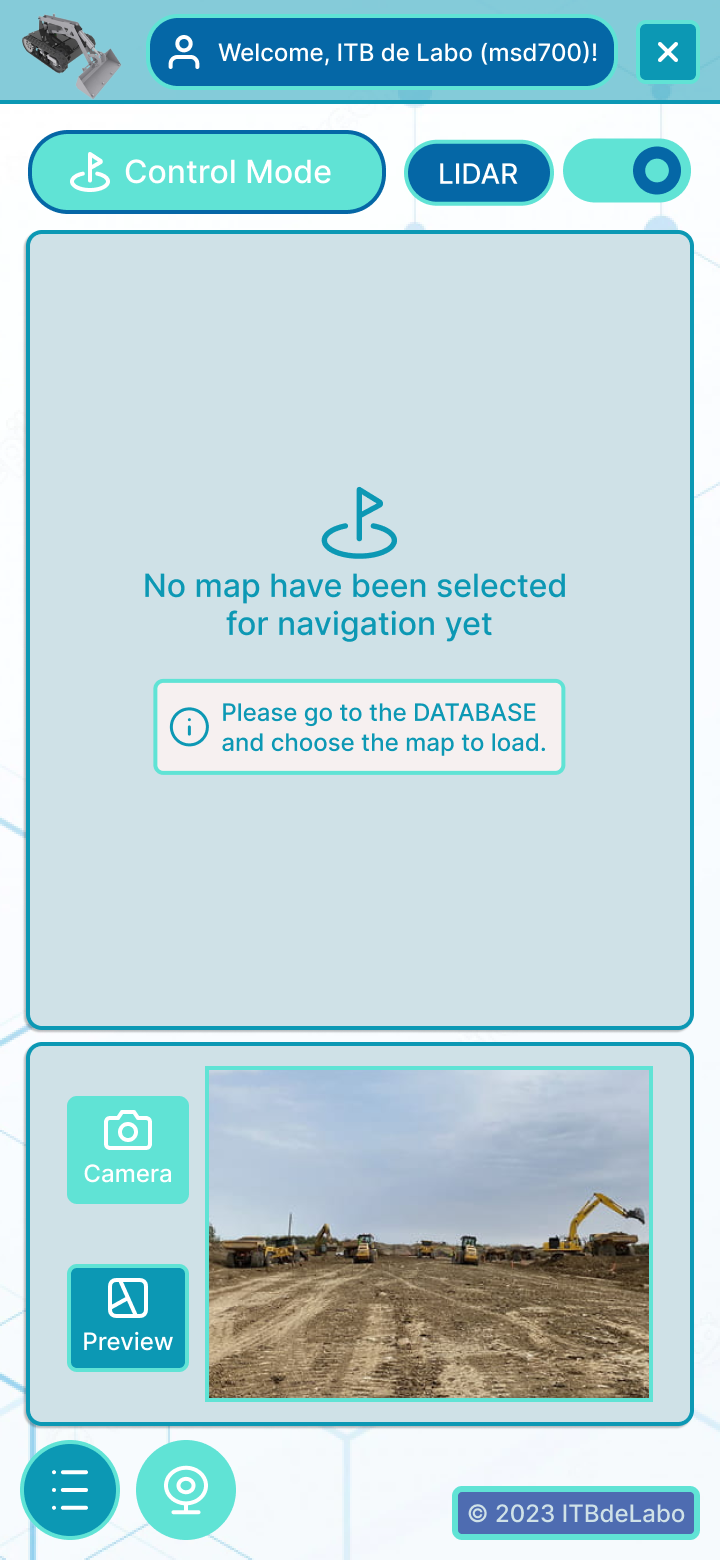 Welcome, ITB de Labo (msd700)!
Control Mode
LIDAR
No map have been selected
for navigation yet
Please go to the DATABASE
and choose the map to load.
Camera
Preview
© 2023 ITBdeLabo